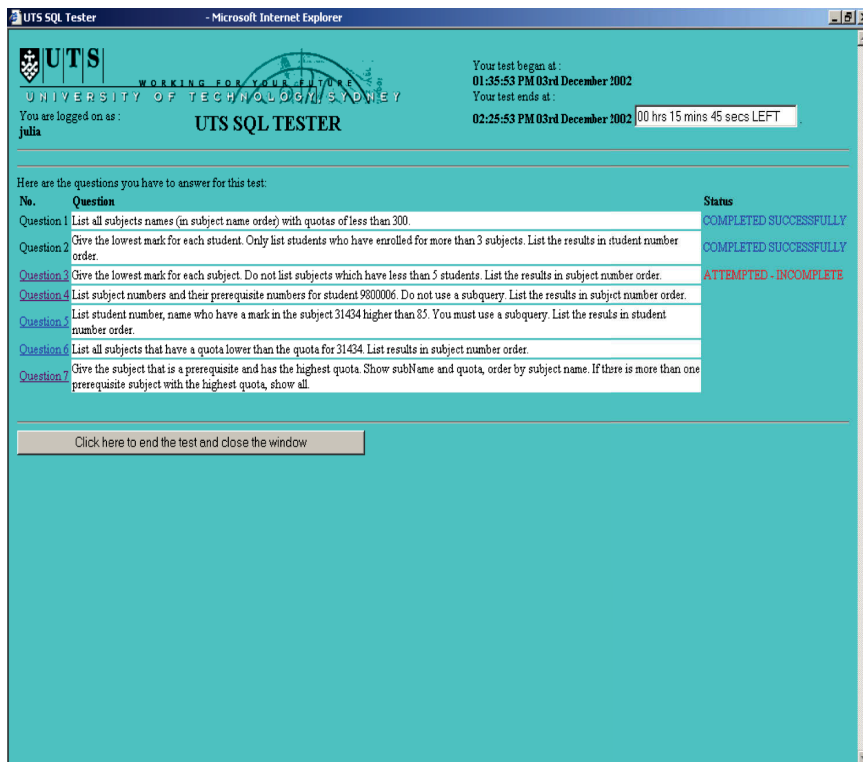 UTS SQL Tester - Microsoft Internet Explorer
U|T|S|
WORKING FOR YOUR FUTURE
UNIVERSITY OF TECHNOLOGY, SYDNEY
You are logged on as :
julia
UTS SQL TESTER
Your test began at :
01:35:53 PM 03rd December 2002
Your test ends at :
02:25:53 PM 03rd December 2002 00 hrs 15 mins 45 secs LEFT .
Here are the questions you have to answer for this test:
No. Question Status
Question 1 List all subjects names (in subject name order) with quotas of less than 300. COMPLETED SUCCESSFULLY
Question 2 Give the lowest mark for each student. Only list students who have enrolled for more than 3 subjects. List the results in student number
order. COMPLETED SUCCESSFULLY
Question 3 Give the lowest mark for each subject. Do not list subjects which have less than 5 students. List the results in subject number order. ATTEMPTED - INCOMPLETE
Question 4 List subject numbers and their prerequisite numbers for student 9800006. Do not use a subquery. List the results in subject number order.
Question 5 List student number, name who have a mark in the subject 31434 higher than 85. You must use a subquery. List the results in student
number order.
Question 6 List all subjects that have a quota lower than the quota for 31434. List results in subject number order.
Question 7 Give the subject that is a prerequisite and has the highest quota. Show subName and quota, order by subject name. If there is more than one
prerequisite subject with the highest quota, show all.
Click here to end the test and close the window